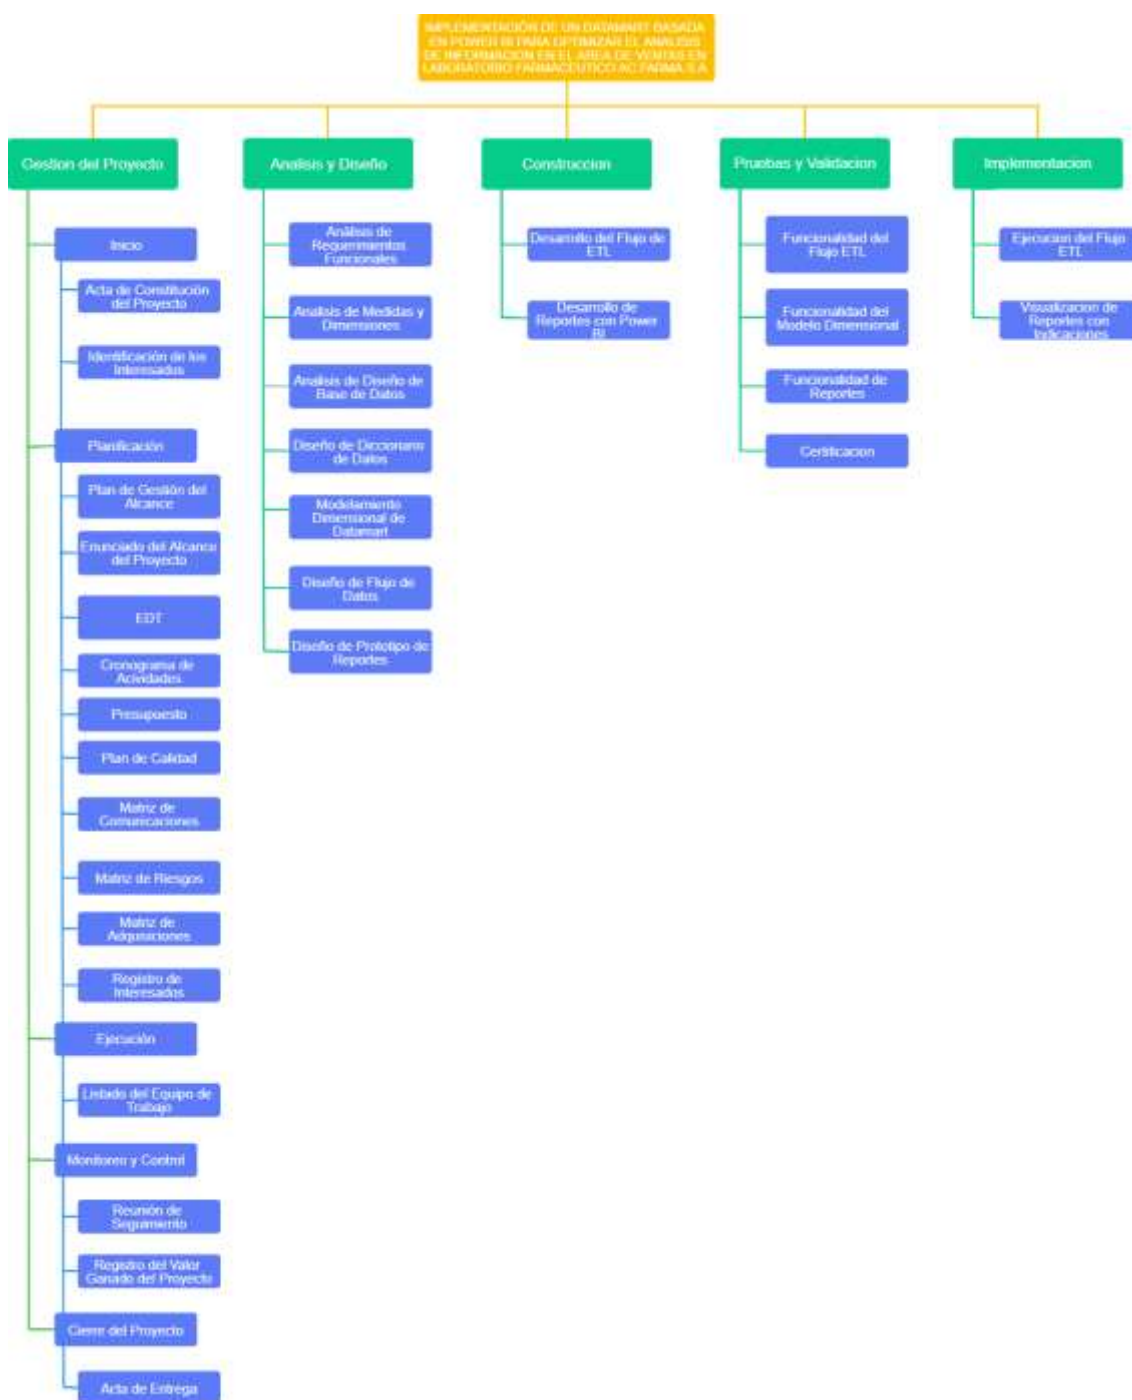 IMPLEMENTACIÓN DE UN DATAMART BASADA
EN POWER BI PARA OPTIMIZAR EL ANALISIS
DE INFORMACION EN EL AREA DE VENTAS EN
LABORATORIO FARMACEUTICO AC FARMA S.A
Gestion del Proyecto
Inicio
Acta de Constitución
del Proyecto
Identificación de los
Interesados
Planificación
Plan de Gestión del
Alcance
Enunciado del Alcance
del Proyecto
EDT
Cronograma de
Acividades
Presupuesto
Plan de Calidad
Matriz de
Comunicaciones
Matriz de Riesgos
Matriz de
Adquisiciones
Registro de
Interesados
Ejecución
Listado del Equipo de
Trabajo
Monitoreo y Control
Reunión de
Seguimiento
Registro del Valor
Ganado del Proyecto
Cierre del Proyecto
Acta de Entrega
Analisis y Diseño
Análisis de
Requerimientos
Funcionales
Analisis de Medidas y
Dimensiones
Analisis de Diseño de
Base de Datos
Diseño de Diccionario
de Datos
Modelamiento
Dimensional de
Datamart
Diseño de Flujo de
Datos
Diseño de Prototipo de
Reportes
Construccion
Desarrollo del Flujo de
ETL
Desarrollo de
Reportes con Power
BI
Pruebas y Validacion
Funcionalidad del
Flujo ETL
Funcionalidad del
Modelo Dimensional
Funcionalidad de
Reportes
Certificacion
Implementacion
Ejecucion del Flujo
ETL
Visualizacion de
Reportes con
Indicaciones